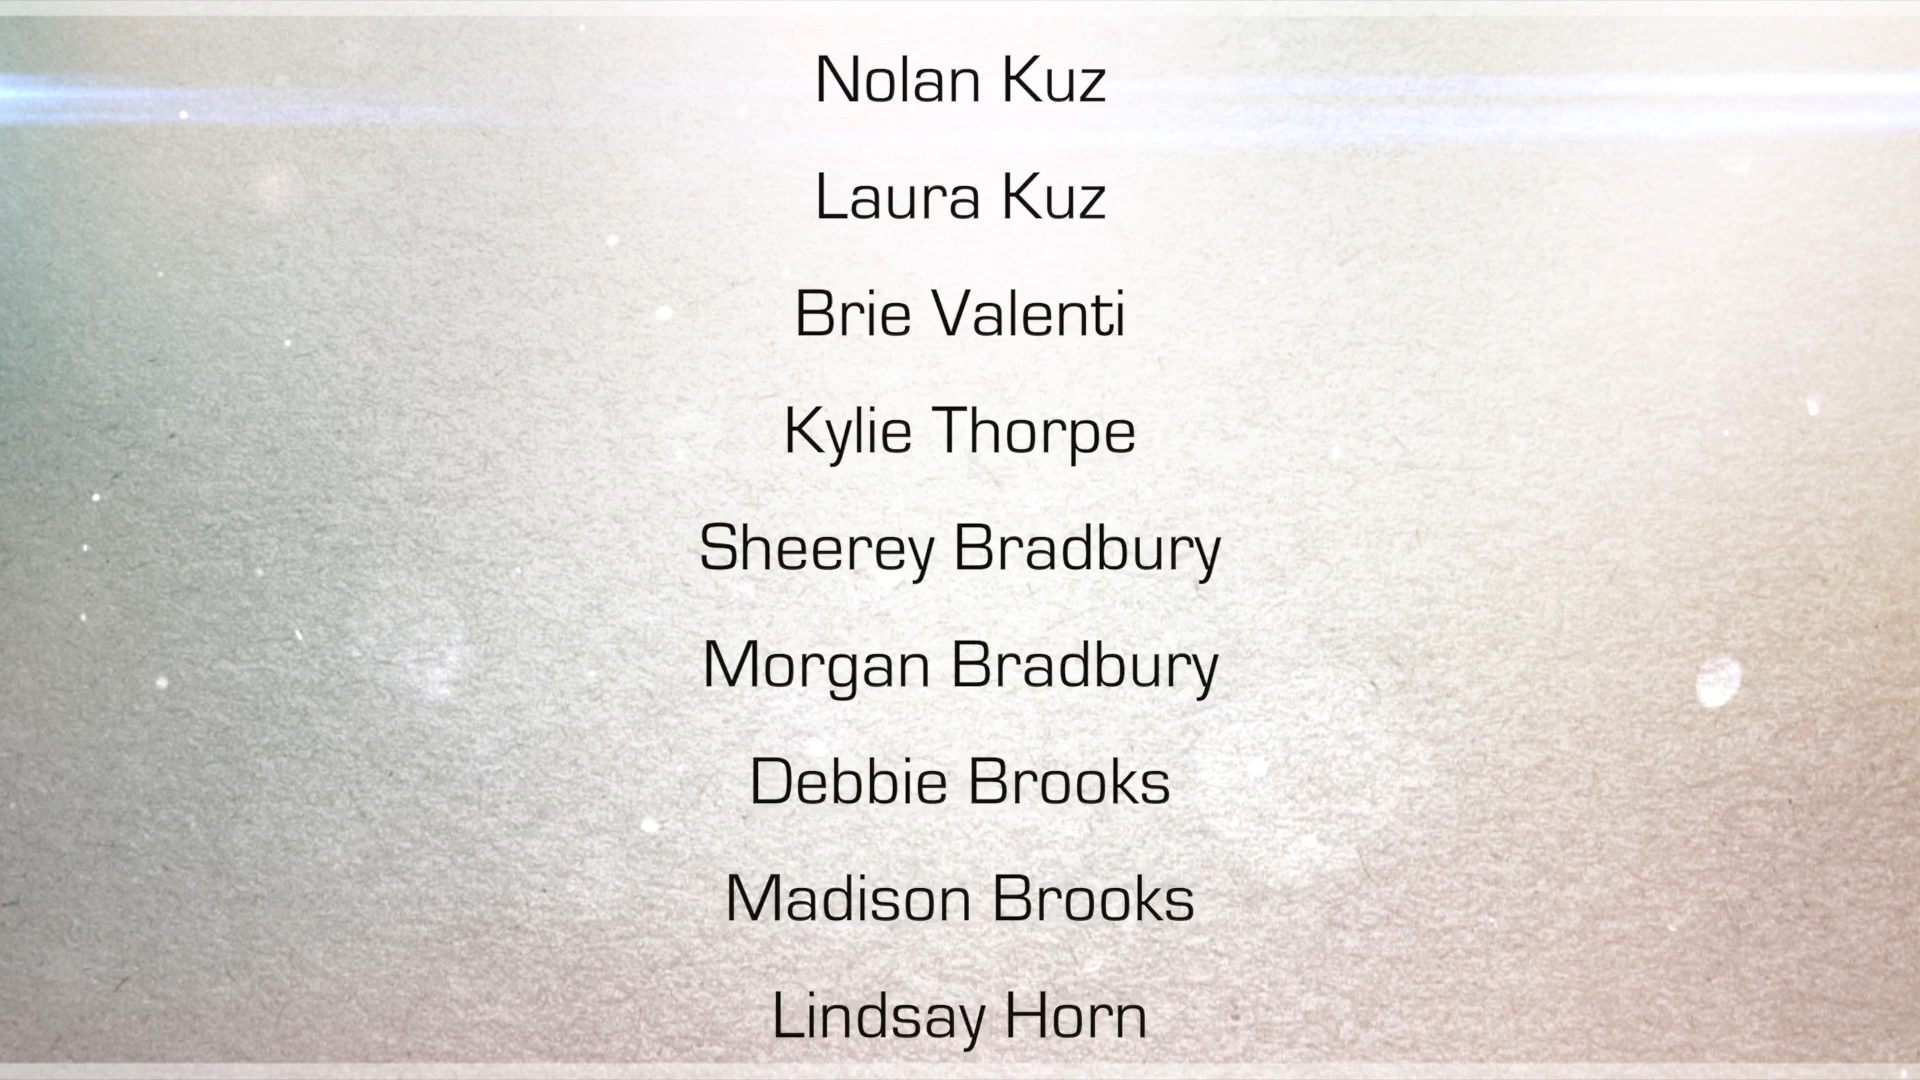 Nolan Kuz
Laura Kuz
Brie Valenti
Kylie Thorpe
Sheerey Bradbury
Morgan Bradbury
Debbie Brooks
Madison Brooks
Lindsay Horn